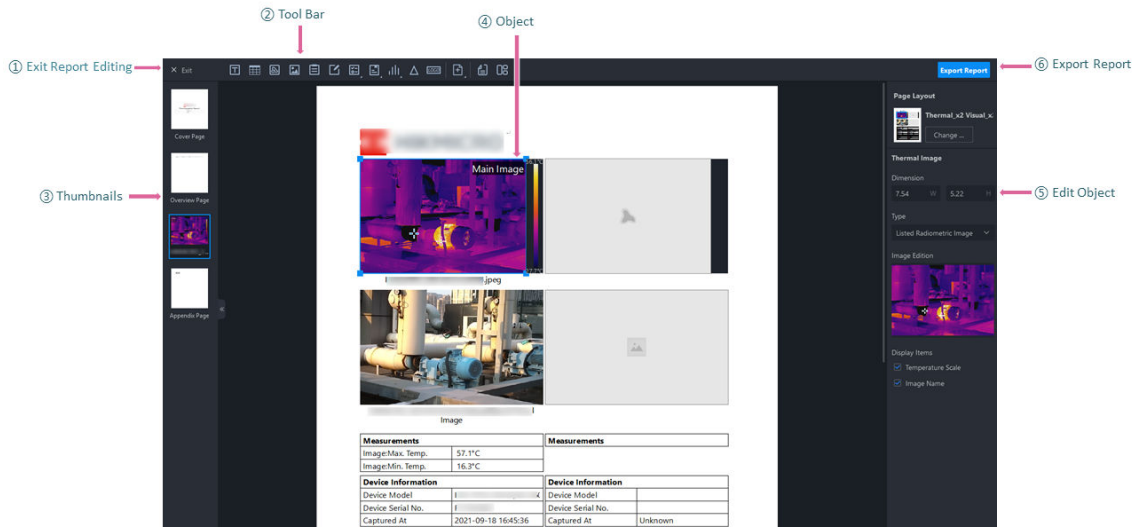 ② Tool Bar
④ Object
① Exit Report Editing
× Exit
Export Report
⑥ Export Report
Page Layout
Thermal_x2 Visual_x.
Change ...
Cover Page
Thermal Image
Main Image
Dimension
③ Thumbnails
Overview Page
7.54 W 5.22 H
⑤ Edit Object
Type
Listed Radiometric Image
Image Edition
.jpeg
Appendix Page
Display Items
Temperature Scale
Image Name
Image
Measurements
Measurements
Image:Max. Temp. 57.1°C
Image:Min. Temp. 16.3°C
Device Information
Device Information
Device Model
Device Model
Device Serial No.
Device Serial No.
Captured At 2021-09-18 16:45:36
Captured At Unknown